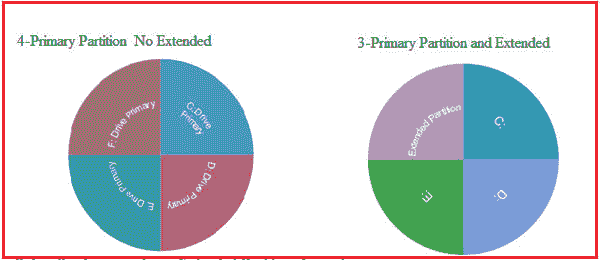 4-Primary Partition No Extended
3-Primary Partition and Extended
F: Drive Primary
C:Drive
Primary
E: Drive Primary
D: Drive Primary
Extended Partition
C:
E:
D: